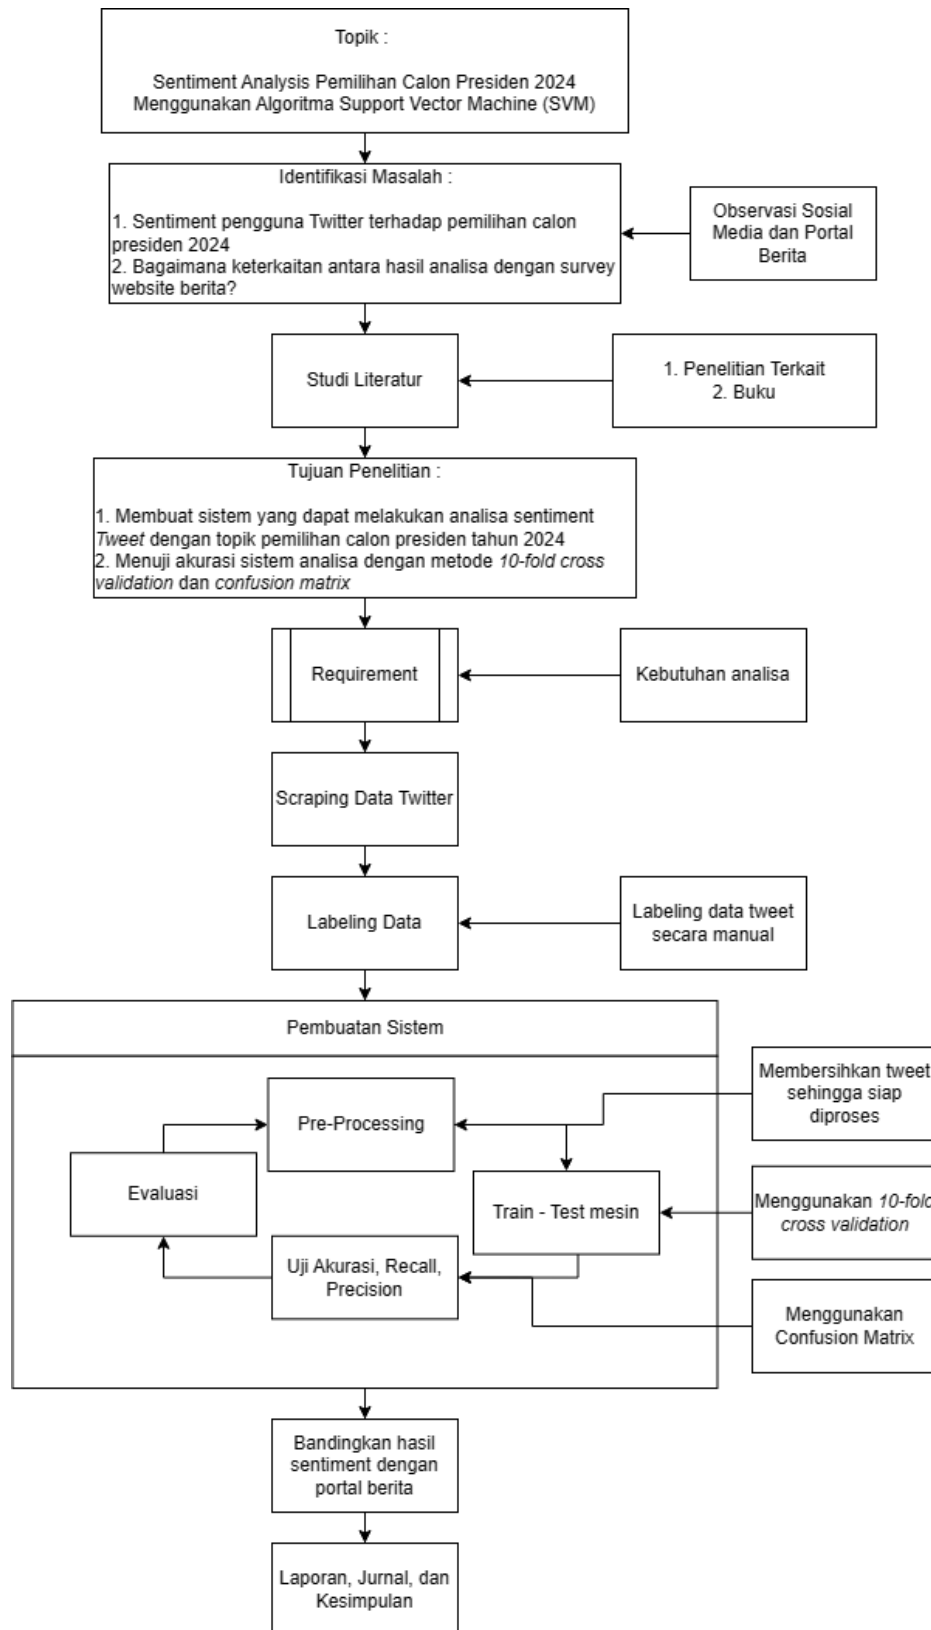 Topik :
Sentiment Analysis Pemilihan Calon Presiden 2024
Menggunakan Algoritma Support Vector Machine (SVM)
Identifikasi Masalah :
1. Sentiment pengguna Twitter terhadap pemilihan calon
presiden 2024
2. Bagaimana keterkaitan antara hasil analisa dengan survey
website berita?
Observasi Sosial
Media dan Portal
Berita
Studi Literatur
1. Penelitian Terkait
2. Buku
Tujuan Penelitian :
1. Membuat sistem yang dapat melakukan analisa sentiment
Tweet dengan topik pemilihan calon presiden tahun 2024
2. Menuji akurasi sistem analisa dengan metode 10-fold cross
validation dan confusion matrix
Requirement
Kebutuhan analisa
Scraping Data Twitter
Labeling Data
Labeling data tweet
secara manual
Pembuatan Sistem
Pre-Processing
Membersihkan tweet
sehingga siap
diproses
Evaluasi
Train - Test mesin
Menggunakan 10-fold
cross validation
Uji Akurasi, Recall,
Precision
Menggunakan
Confusion Matrix
Bandingkan hasil
sentiment dengan
portal berita
Laporan, Jurnal, dan
Kesimpulan